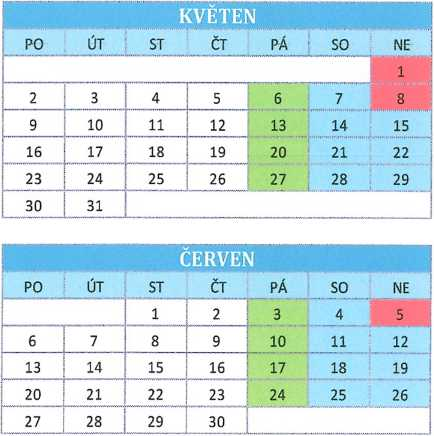 KVĚTEN
PO ÚT ST ČT PÁ SO NE
1
2 3 4 5 6 7 8
9 10 11 12 13 14 15
16 17 18 19 20 21 22
23 24 25 26 27 28 29
30 31
ČERVEN
PO ÚT ST ČT PÁ SO NE
1 2 3 4 5
6 7 8 9 10 11 12
13 14 15 16 17 18 19
20 21 22 23 24 25 26
27 28 29 30